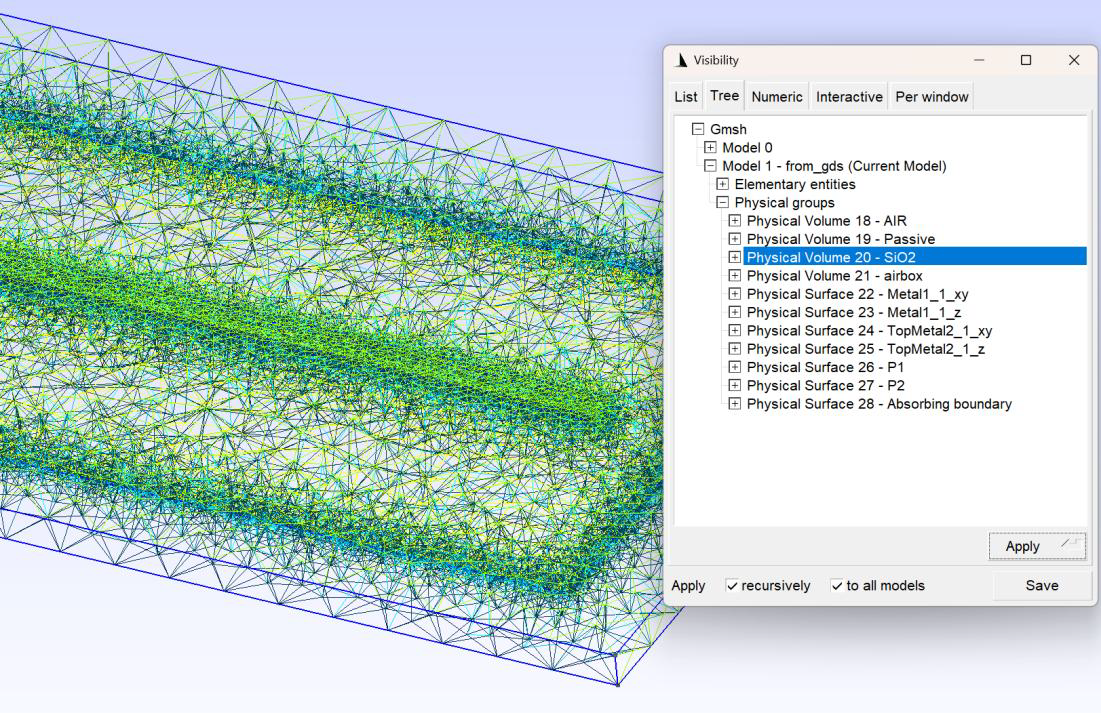 Visibility
List Tree Numeric Interactive Per window
Gmsh
Model 0
Model 1 - from_gds (Current Model)
Elementary entities
Physical groups
Physical Volume 18 - AIR
Physical Volume 19 - Passive
Physical Volume 20 - SiO2
Physical Volume 21 - airbox
Physical Surface 22 - Metal1_1_xy
Physical Surface 23 - Metal1_1_z
Physical Surface 24 - TopMetal2_1_xy
Physical Surface 25 - TopMetal2_1_z
Physical Surface 26 - P1
Physical Surface 27 - P2
Physical Surface 28 - Absorbing boundary
Apply
Apply recursively to all models Save